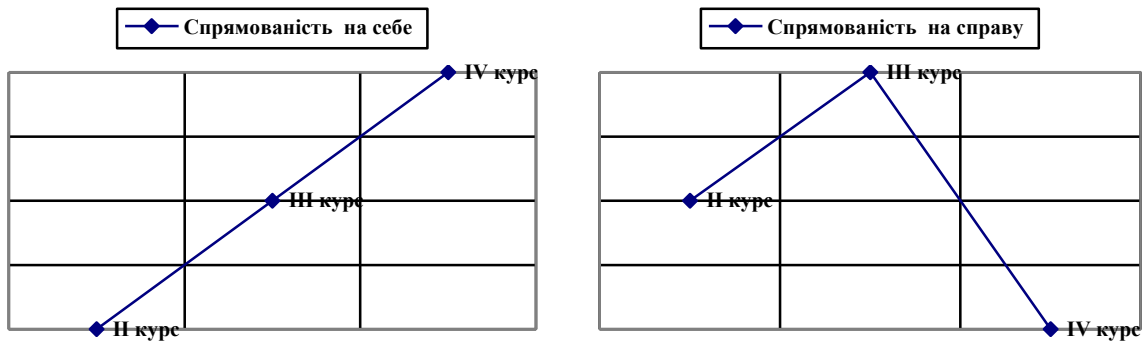 Спрямованість на себе
IV курс
III курс
II курс
Спрямованість на справу
III курс
II курс
IV курс